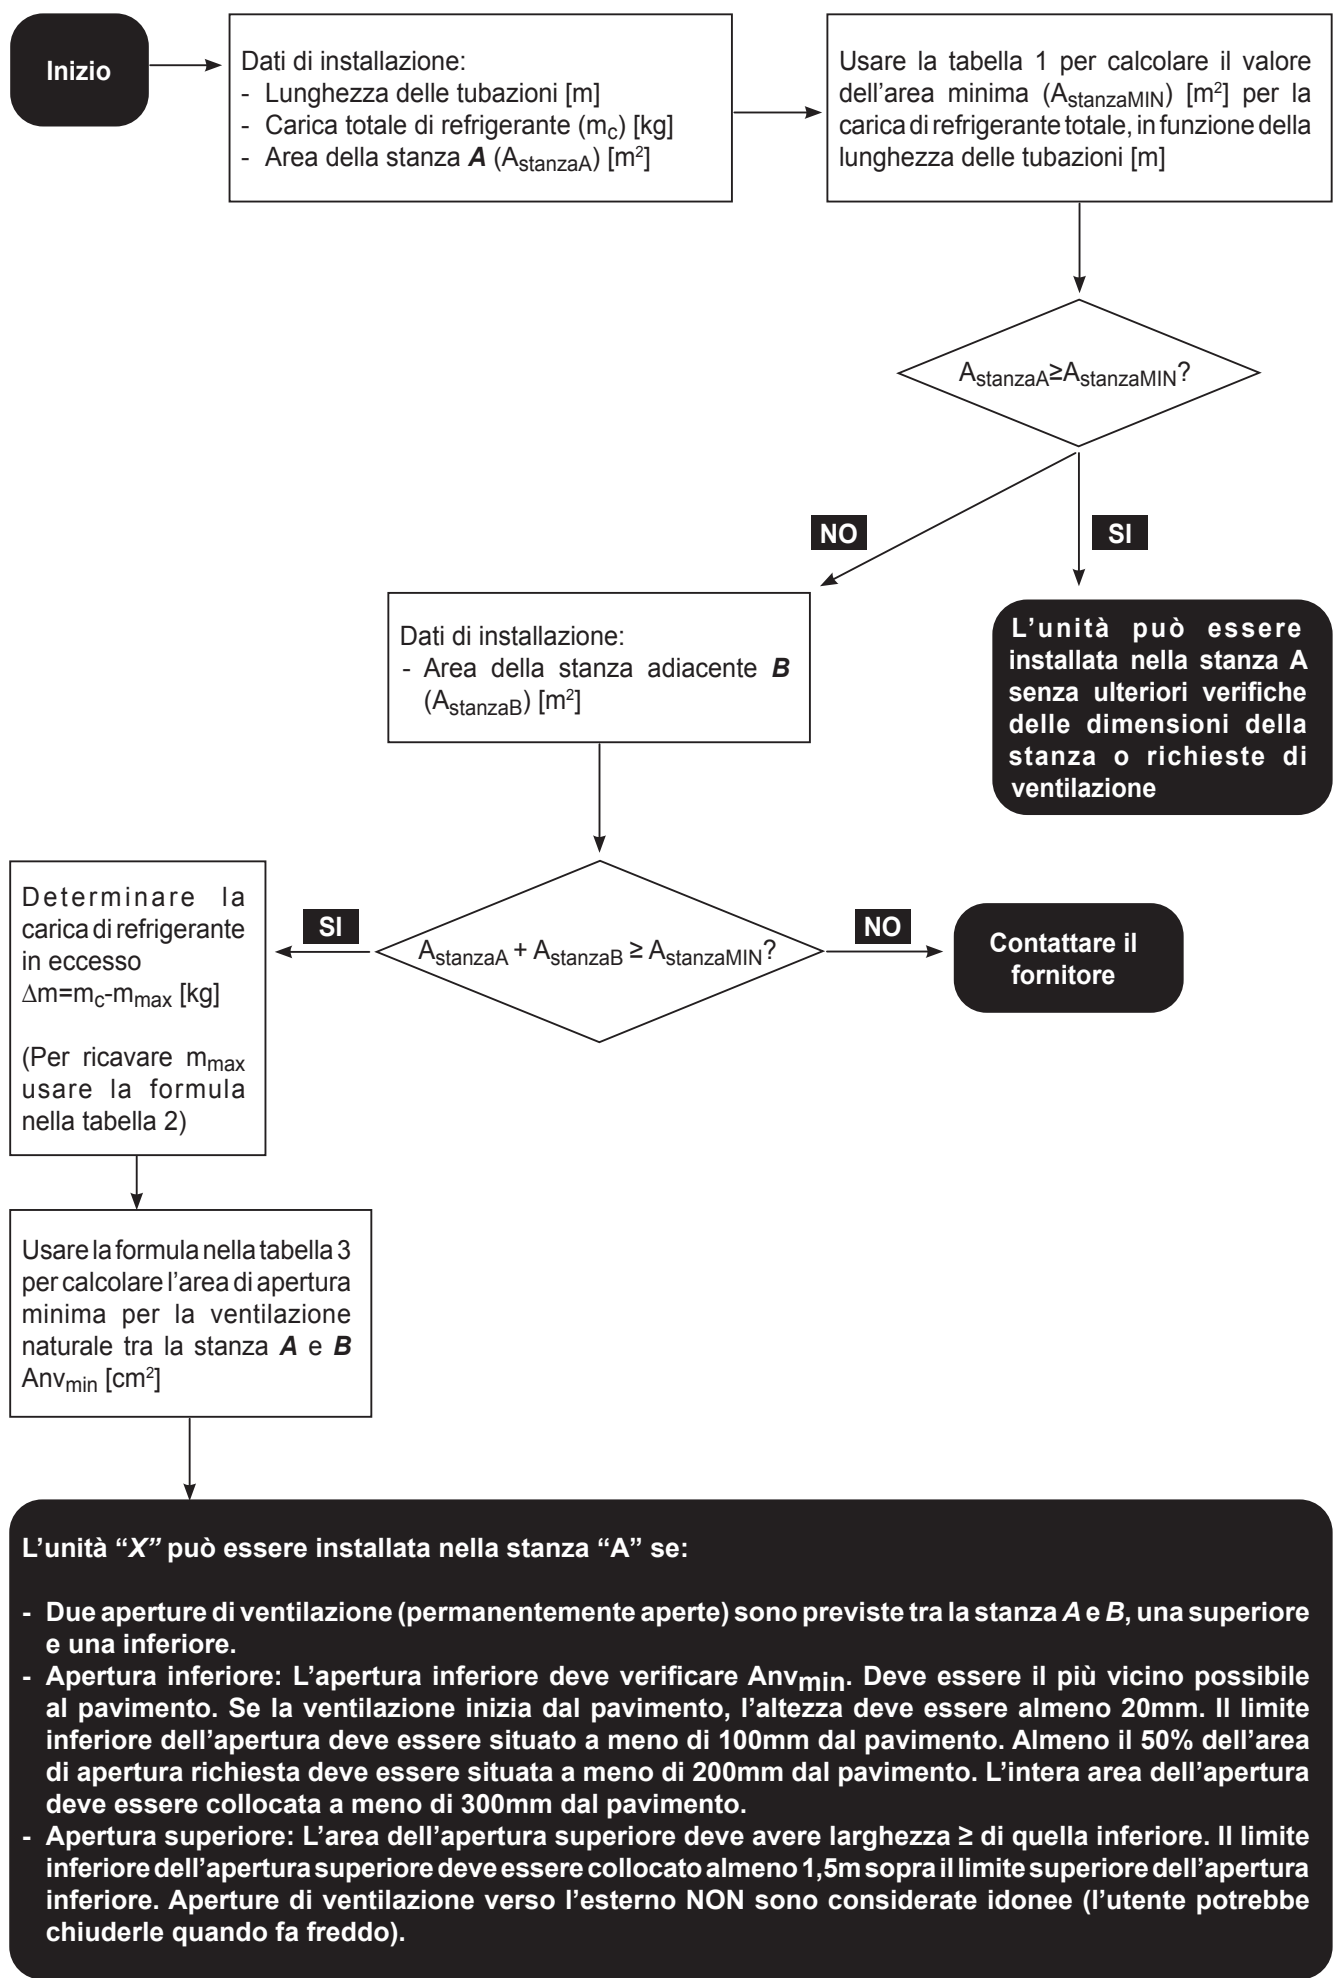 Inizio
Dati di installazione:
- Lunghezza delle tubazioni [m]
- Carica totale di refrigerante (mc) [kg]
- Area della stanza A (AstanzaA) [m²]
Usare la tabella 1 per calcolare il valore
dell’area minima (AstanzaMIN) [m²] per la
carica di refrigerante totale, in funzione della
lunghezza delle tubazioni [m]
AstanzaA≥AstanzaMIN?
NO
SI
Dati di installazione:
- Area della stanza adiacente B
(AstanzaB) [m²]
L’unità può essere
installata nella stanza A
senza ulteriori verifiche
delle dimensioni della
stanza o richieste di
ventilazione
Determinare la
carica di refrigerante
in eccesso
Δm=mc-mmax [kg]
(Per ricavare mmax
usare la formula
nella tabella 2)
SI
AstanzaA + AstanzaB ≥ AstanzaMIN?
NO
Contattare il
fornitore
Usare la formula nella tabella 3
per calcolare l’area di apertura
minima per la ventilazione
naturale tra la stanza A e B
Anvmin [cm²]
L’unità “X” può essere installata nella stanza “A” se:
- Due aperture di ventilazione (permanentemente aperte) sono previste tra la stanza A e B, una superiore
e una inferiore.
- Apertura inferiore: L’apertura inferiore deve verificare Anvmin. Deve essere il più vicino possibile
al pavimento. Se la ventilazione inizia dal pavimento, l’altezza deve essere almeno 20mm. Il limite
inferiore dell’apertura deve essere situato a meno di 100mm dal pavimento. Almeno il 50% dell’area
di apertura richiesta deve essere situata a meno di 200mm dal pavimento. L’intera area dell’apertura
deve essere collocata a meno di 300mm dal pavimento.
- Apertura superiore: L’area dell’apertura superiore deve avere larghezza ≥ di quella inferiore. Il limite
inferiore dell’apertura superiore deve essere collocato almeno 1,5m sopra il limite superiore dell’apertura
inferiore. Aperture di ventilazione verso l’esterno NON sono considerate idonee (l’utente potrebbe
chiuderle quando fa freddo).